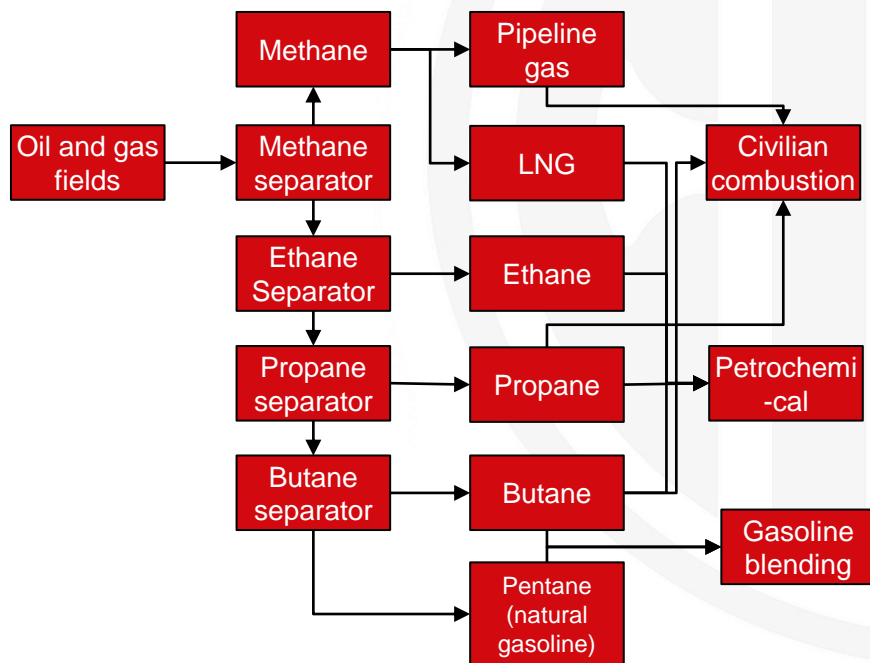 Methane
Pipeline
gas
Oil and gas
fields
Methane
separator
LNG
Civilian
combustion
Ethane
Separator
Ethane
Propane
separator
Propane
Petrochemi
-cal
Butane
separator
Butane
Gasoline
blending
Pentane
(natural
gasoline)